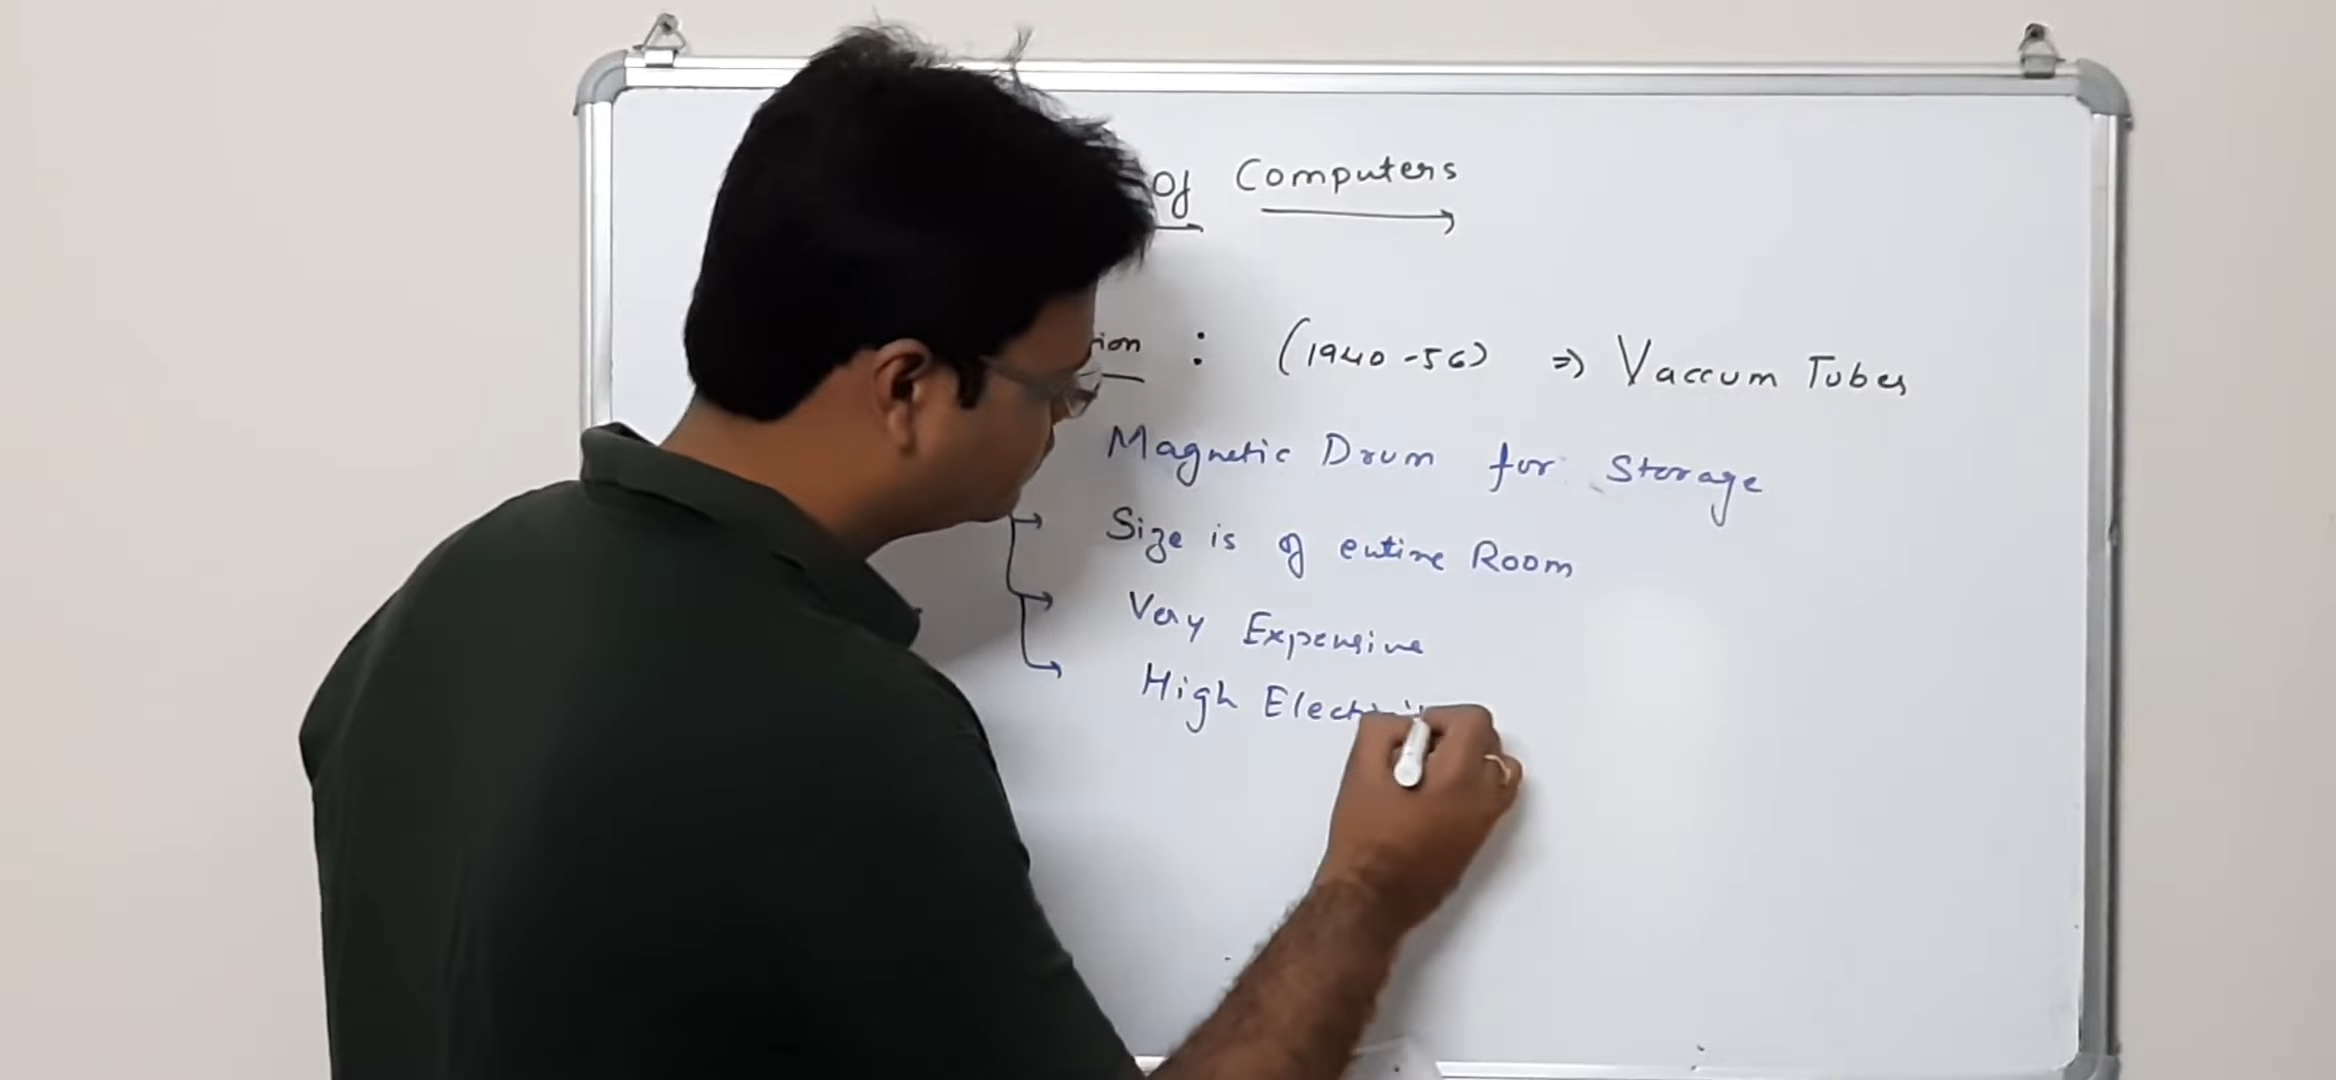 Of Computers
ion : (1940-56) ⇒ Vaccum Tubes
Magnetic Drum for Storage
Size is of entire Room
Very Expensive
High Electri